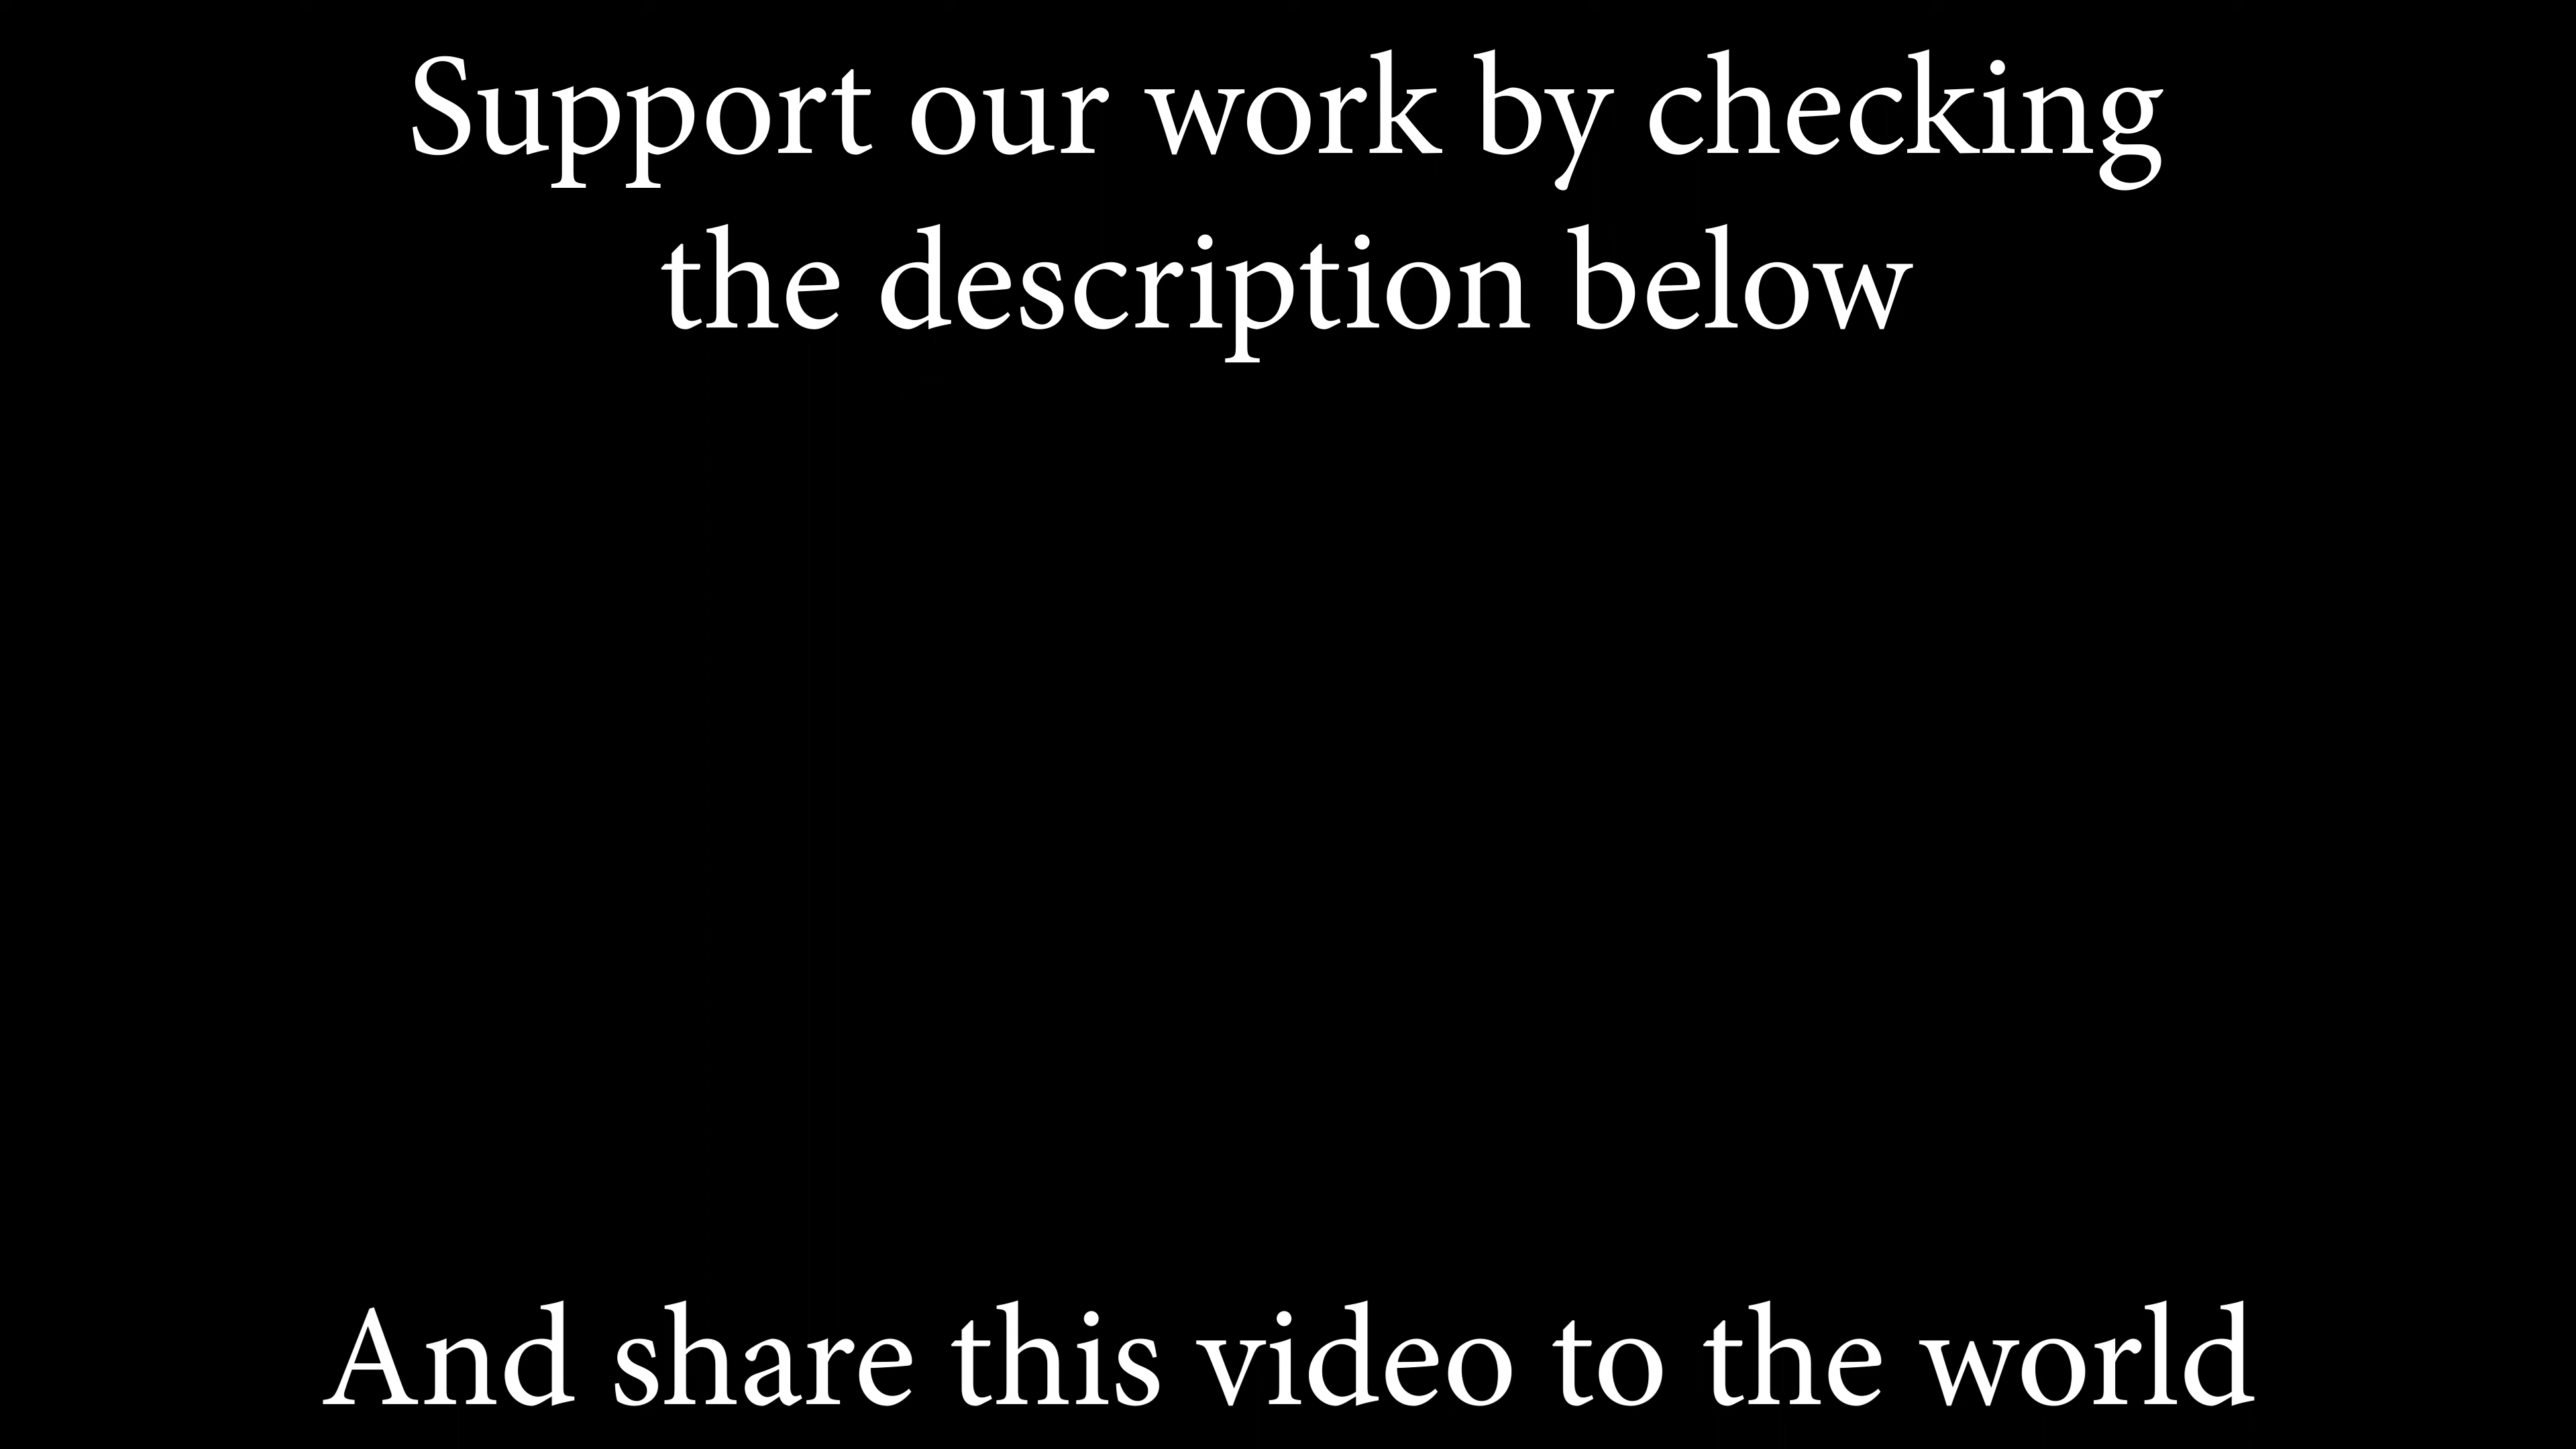 Support our work by checking
the description below
And share this video to the world